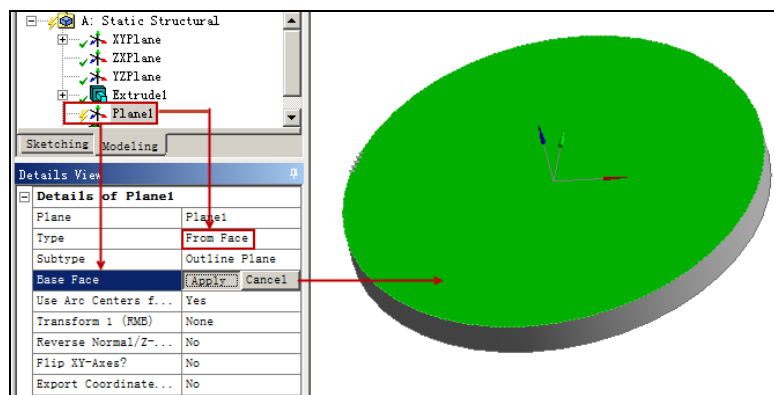 A: Static Structural
XYPlane
ZXPlane
YZPlane
Extrude1
Plane1
Sketching Modeling
Details View
Details of Plane1
Plane Plane1
Type From Face
Subtype Outline Plane
Base Face Apply Cancel
Use Arc Centers f... Yes
Transform 1 (RMB) None
Reverse Normal/Z-... No
Flip XY-Axes? No
Export Coordinate... No